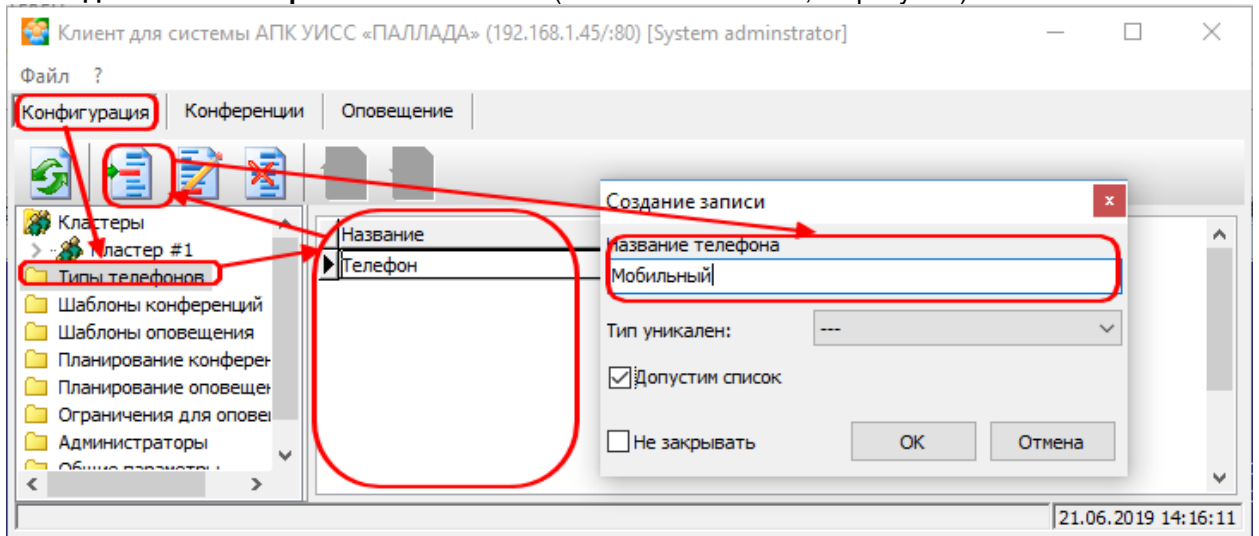 Клиент для системы АПК УИСС «ПАЛЛАДА» (192.168.1.45/:80) [System adminstrator]
Файл ?
Конфигурация Конференции Оповещение
Кластеры
Кластер #1
Типы телефонов
Шаблоны конференций
Шаблоны оповещения
Планирование конферен
Планирование оповещен
Ограничения для опове
Администраторы
Общие параметры
Название
Телефон
Создание записи
Название телефона
Мобильный
Тип уникален: ---
Допустим список
Не закрывать OK Отмена
21.06.2019 14:16:11